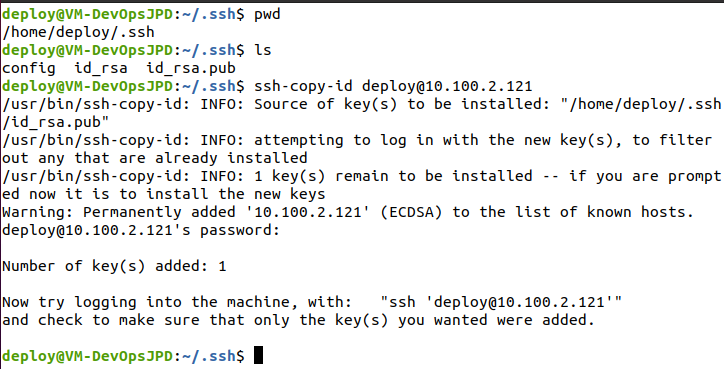 deploy@VM-DevOpsJPD:~/.ssh$ pwd
/home/deploy/.ssh
deploy@VM-DevOpsJPD:~/.ssh$ ls
config  id_rsa  id_rsa.pub
deploy@VM-DevOpsJPD:~/.ssh$ ssh-copy-id deploy@10.100.2.121
/usr/bin/ssh-copy-id: INFO: Source of key(s) to be installed: "/home/deploy/.ssh
/id_rsa.pub"
/usr/bin/ssh-copy-id: INFO: attempting to log in with the new key(s), to filter
out any that are already installed
/usr/bin/ssh-copy-id: INFO: 1 key(s) remain to be installed -- if you are prompt
ed now it is to install the new keys
Warning: Permanently added '10.100.2.121' (ECDSA) to the list of known hosts.
deploy@10.100.2.121's password:
Number of key(s) added: 1
Now try logging into the machine, with:   "ssh 'deploy@10.100.2.121'"
and check to make sure that only the key(s) you wanted were added.
deploy@VM-DevOpsJPD:~/.ssh$